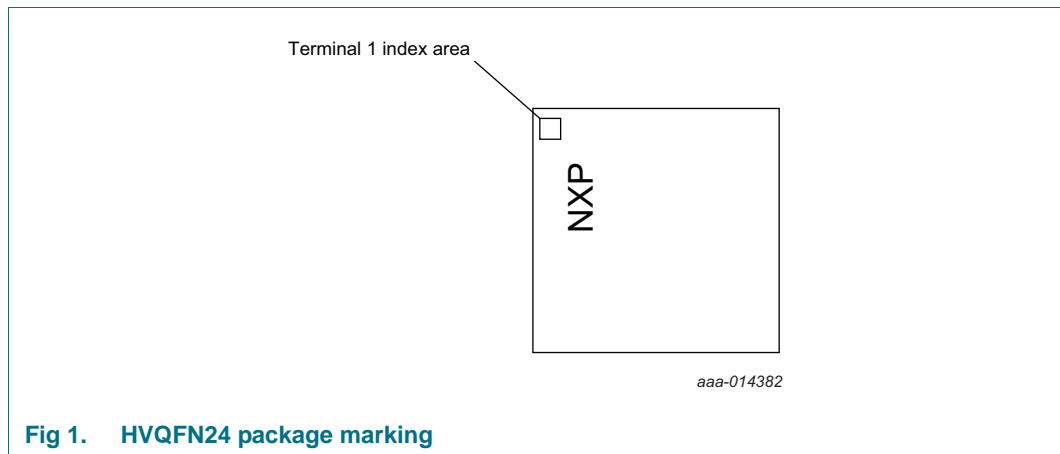 Terminal 1 index area
NXP
aaa-014382
Fig 1. HVQFN24 package marking